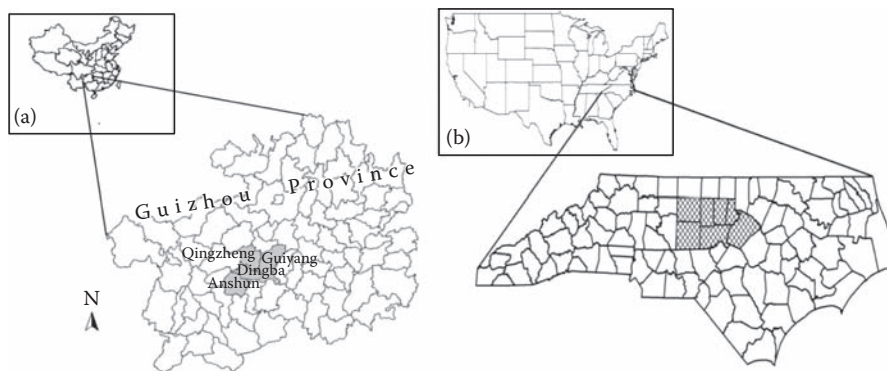 (a)
(b)
Guizhou Province
Qingzheng
Guiyang
Dingba
Anshun
N